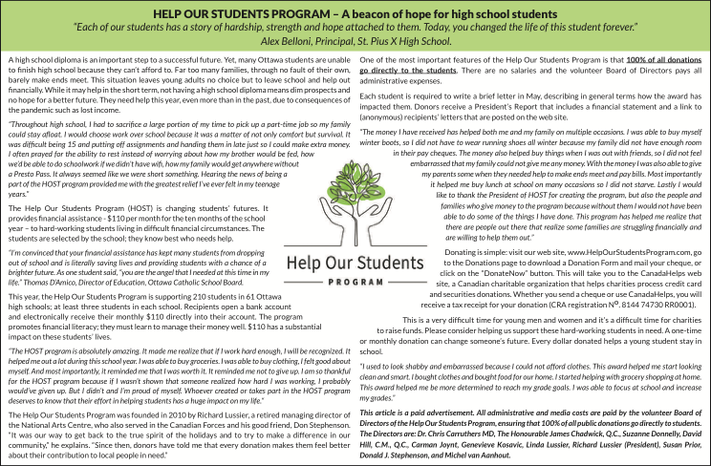 HELP OUR STUDENTS PROGRAM – A beacon of hope for high school students
"Each of our students has a story of hardship, strength and hope attached to them. Today, you changed the life of this student forever."
Alex Belloni, Principal, St. Pius X High School.
A high school diploma is an important step to a successful future. Yet, many Ottawa students are unable
to finish high school because they can't afford to. Far too many families, through no fault of their own,
barely make ends meet. This situation leaves young adults no choice but to leave school and help out
financially. While it may help in the short term, not having a high school diploma means dim prospects and
no hope for a better future. They need help this year, even more than in the past, due to consequences of
the pandemic such as lost income.
"Throughout high school, I had to sacrifice a large portion of my time to pick up a part-time job so my family
could stay afloat. I would choose work over school because it was a matter of not only comfort but survival. It
was difficult being 15 and putting off assignments and handing them in late just so I could make extra money.
I often prayed for the ability to rest instead of worrying about how my brother would be fed, how
we'd be able to do schoolwork if we didn't have wifi, how my family would get anywhere without
a Presto Pass. It always seemed like we were short something. Hearing the news of being a
part of the HOST program provided me with the greatest relief I've ever felt in my teenage
years."
The Help Our Students Program (HOST) is changing students' futures. It
provides financial assistance - $110 per month for the ten months of the school
year – to hard-working students living in difficult financial circumstances. The
students are selected by the school; they know best who needs help.
"I'm convinced that your financial assistance has kept many students from dropping
out of school and is literally saving lives and providing students with a chance of a
brighter future. As one student said, "you are the angel that I needed at this time in my
life." Thomas D'Amico, Director of Education, Ottawa Catholic School Board.
This year, the Help Our Students Program is supporting 210 students in 61 Ottawa
high schools; at least three students in each school. Recipients open a bank account
and electronically receive their monthly $110 directly into their account. The program
promotes financial literacy; they must learn to manage their money well. $110 has a substantial
impact on these students' lives.
"The HOST program is absolutely amazing. It made me realize that if I work hard enough, I will be recognized. It
helped me out a lot during this school year. I was able to buy groceries. I was able to buy clothing, I felt good about
myself. And most importantly, it reminded me that I was worth it. It reminded me not to give up. I am so thankful
for the HOST program because if I wasn't shown that someone realized how hard I was working, I probably
would've given up. But I didn't and I'm proud of myself. Whoever created or takes part in the HOST program
deserves to know that their effort in helping students has a huge impact on my life."
The Help Our Students Program was founded in 2010 by Richard Lussier, a retired managing director of
the National Arts Centre, who also served in the Canadian Forces and his good friend, Don Stephenson.
"It was our way to get back to the true spirit of the holidays and to try to make a difference in our
community," he explains. "Since then, donors have told me that every donation makes them feel better
about their contribution to local people in need."
Help Our Students
PROGRAM
One of the most important features of the Help Our Students Program is that 100% of all donations
go directly to the students. There are no salaries and the volunteer Board of Directors pays all
administrative expenses.
Each student is required to write a brief letter in May, describing in general terms how the award has
impacted them. Donors receive a President's Report that includes a financial statement and a link to
(anonymous) recipients' letters that are posted on the web site.
"The money I have received has helped both me and my family on multiple occasions. I was able to buy myself
winter boots, so I did not have to wear running shoes all winter because my family did not have enough room
in their pay cheques. The money also helped buy things when I was out with friends, so I did not feel
embarrassed that my family could not give me any money. With the money I was also able to give
my parents some when they needed help to makes ends meet and pay bills. Most importantly
it helped me buy lunch at school on many occasions so I did not starve. Lastly I would
like to thank the President of HOST for creating the program, but also the people and
families who give money to the program because without them I would not have been
able to do some of the things I have done. This program has helped me realize that
there are people out there that realize some families are struggling financially and
are willing to help them out."
Donating is simple: visit our web site, www.HelpOurStudentsProgram.com, go
to the Donations page to download a Donation Form and mail your cheque, or
click on the "DonateNow" button. This will take you to the CanadaHelps web
site, a Canadian charitable organization that helps charities process credit card
and securities donations. Whether you send a cheque or use CanadaHelps, you will
receive a tax receipt for your donation (CRA registration Nº. 8144 74730 RR0001).
This is a very difficult time for young men and women and it's a difficult time for charities
to raise funds. Please consider helping us support these hard-working students in need. A one-time
or monthly donation can change someone's future. Every dollar donated helps a young student stay in
school.
"I used to look shabby and embarrassed because I could not afford clothes. This award helped me start looking
clean and smart. I bought clothes and bought food for our home. I started helping with grocery shopping at home.
This award helped me be more determined to reach my grade goals. I was able to focus at school and increase
my grades."
This article is a paid advertisement. All administrative and media costs are paid by the volunteer Board of
Directors of the Help Our Students Program, ensuring that 100% of all public donations go directly to students.
The Directors are: Dr. Chris Carruthers MD, The Honourable James Chadwick, Q.C., Suzanne Donnelly, David
Hill, C.M., Q.C., Carman Joynt, Genevieve Kosavic, Linda Lussier, Richard Lussier (President), Susan Prior,
Donald J. Stephenson, and Michel van Aanhout.